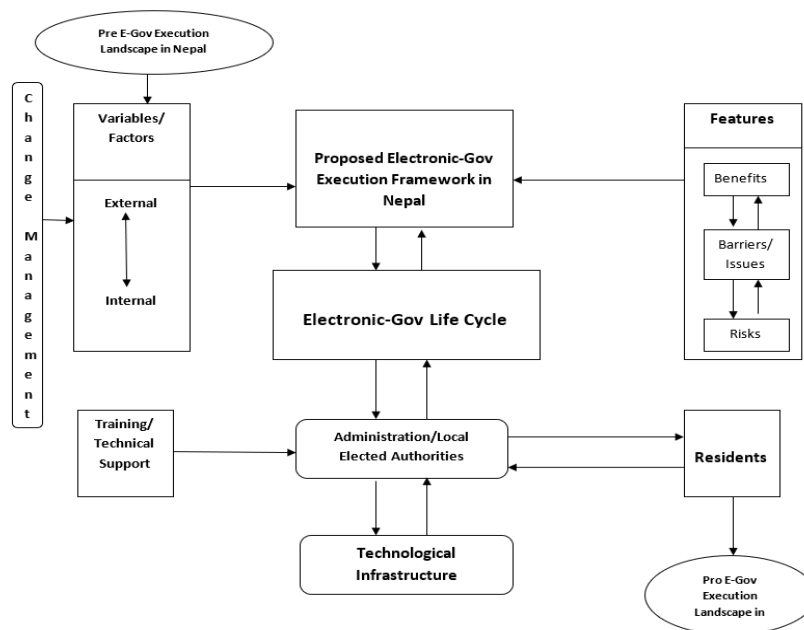 Pre E-Gov Execution
Landscape in Nepal
Change Management
Variables/
Factors
External
Internal
Proposed Electronic-Gov
Execution Framework in
Nepal
Features
Benefits
Barriers/
Issues
Risks
Electronic-Gov Life Cycle
Training/
Technical
Support
Administration/Local
Elected Authorities
Residents
Technological
Infrastructure
Pro E-Gov
Execution
Landscape in